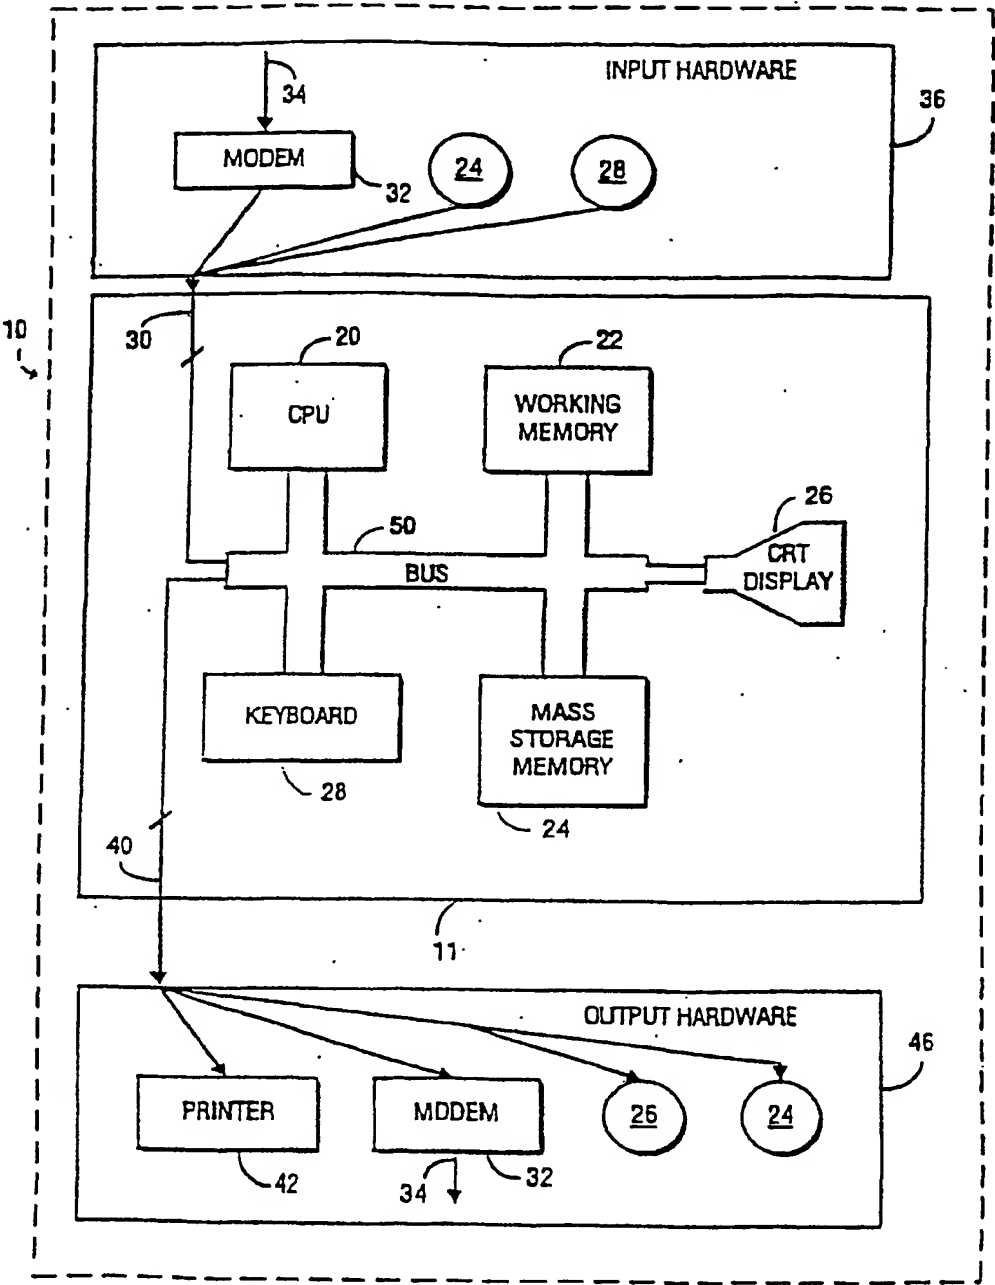 INPUT HARDWARE
34
36
MODEM
32
24
28
10
30
20
CPU
22
WORKING
MEMORY
50
BUS
26
CRT
DISPLAY
KEYBOARD
28
MASS
STORAGE
MEMORY
24
40
11
OUTPUT HARDWARE
46
PRINTER
42
MODEM
32
34
26
24